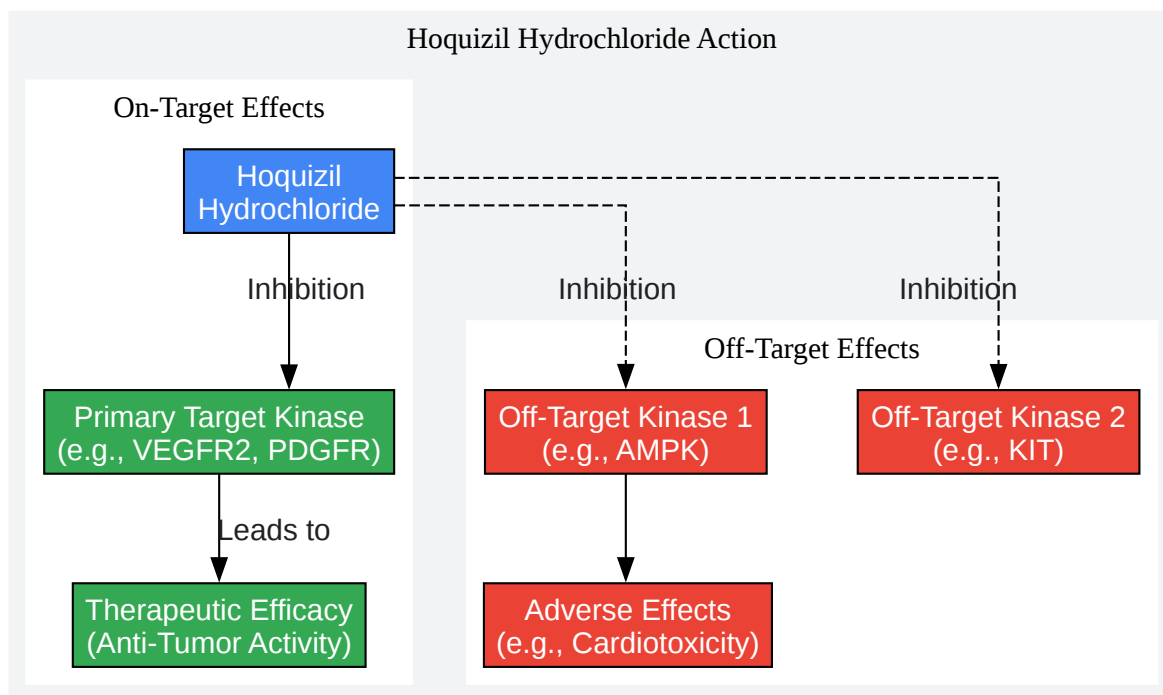 Hoquizil Hydrochloride Action
On-Target Effects
Hoquizil
Hydrochloride
Inhibition
Inhibition
Inhibition
Off-Target Effects
Primary Target Kinase
(e.g., VEGFR2, PDGFR)
Off-Target Kinase 1
(e.g., AMPK)
Off-Target Kinase 2
(e.g., KIT)
Leads to
Therapeutic Efficacy
(Anti-Tumor Activity)
Adverse Effects
(e.g., Cardiotoxicity)